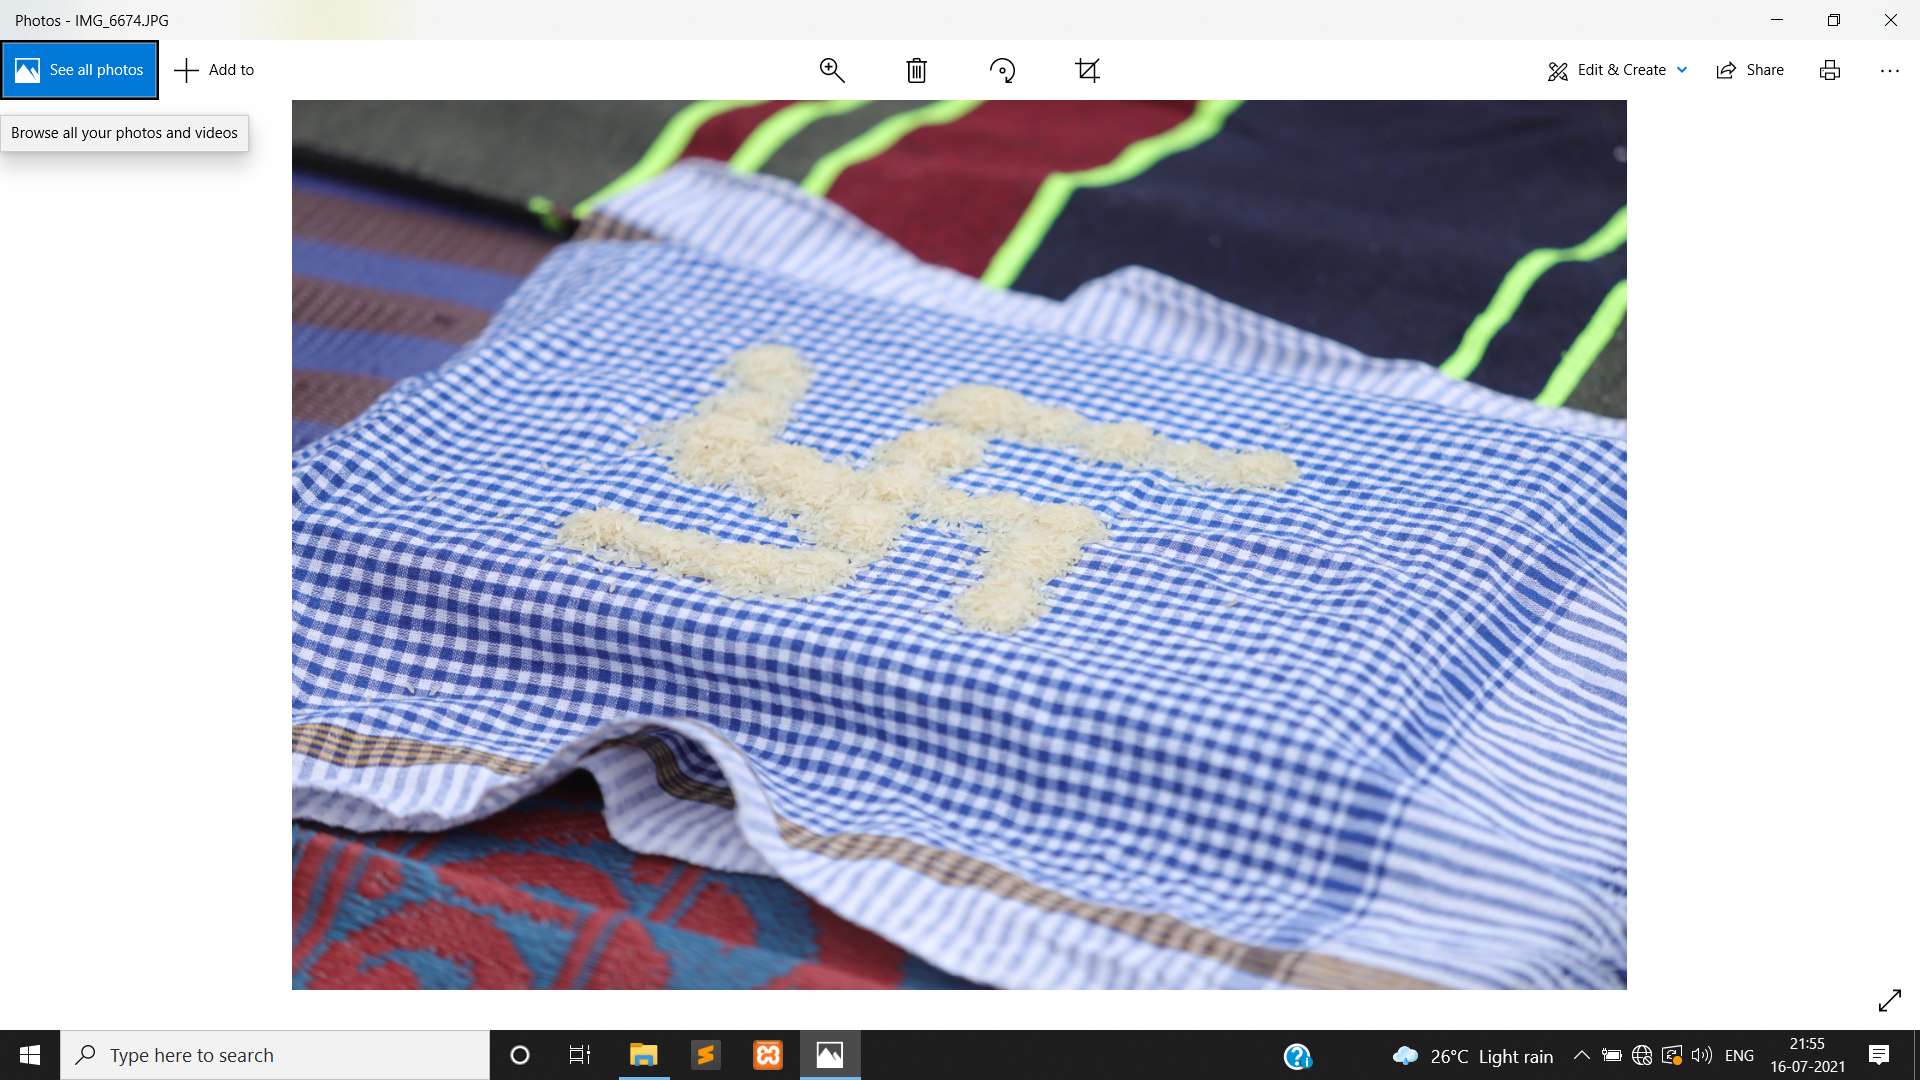 Photos - IMG_6674.JPG
See all photos
Add to
Edit & Create
Share
Browse all your photos and videos
Type here to search
26°C Light rain
ENG
21:55
16-07-2021